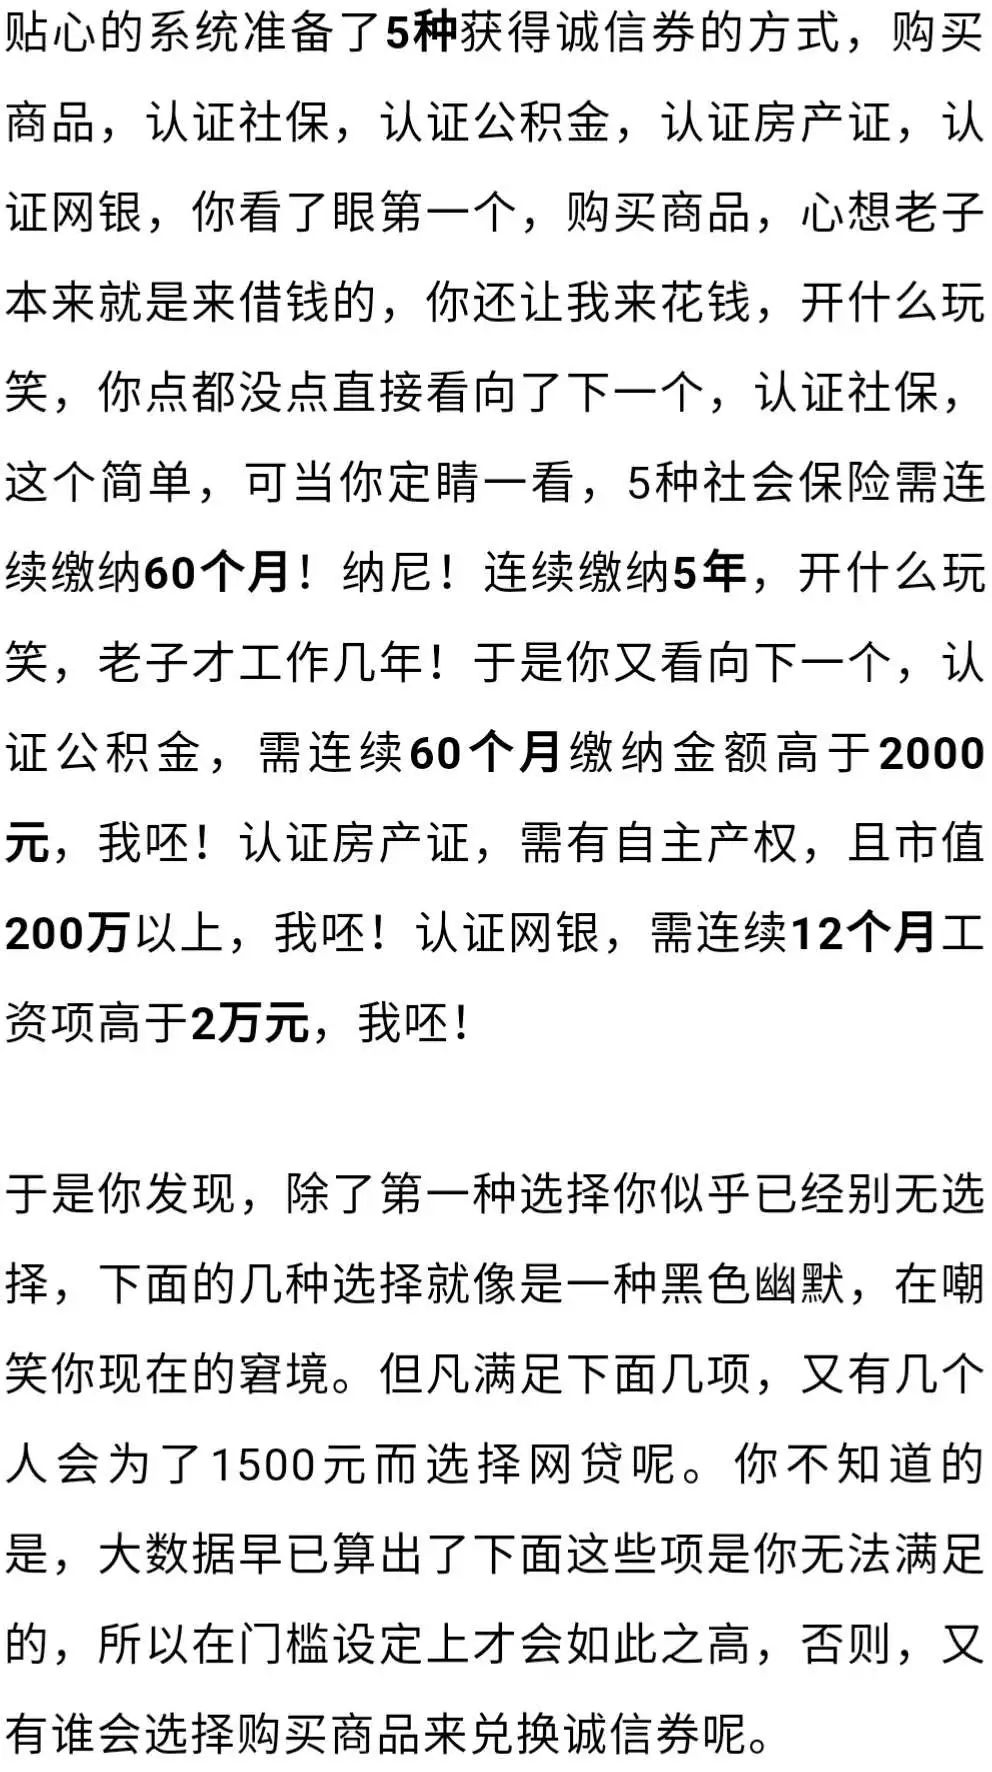 贴心的系统准备了5种获得诚信券的方式，购买
商品，认证社保，认证公积金，认证房产证，认
证网银，你看了眼第一个，购买商品，心想老子
本来就是来借钱的，你还让我来花钱，开什么玩
笑，你点都没点直接看向了下一个，认证社保，
这个简单，可当你定睛一看，5种社会保险需连
续缴纳60个月！纳尼！连续缴纳5年，开什么玩
笑，老子才工作几年！于是你又看向下一个，认
证公积金，需连续60个月缴纳金额高于2000
元，我呸！认证房产证，需有自主产权，且市值
200万以上，我呸！认证网银，需连续12个月工
资项高于2万元，我呸！
于是你发现，除了第一种选择你似乎已经别无选
择，下面的几种选择就像是一种黑色幽默，在嘲
笑你现在的窘境。但凡满足下面几项，又有几个
人会为了1500元而选择网贷呢。你不知道的
是，大数据早已算出了下面这些项是你无法满足
的，所以在门槛设定上才会如此之高，否则，又
有谁会选择购买商品来兑换诚信券呢。